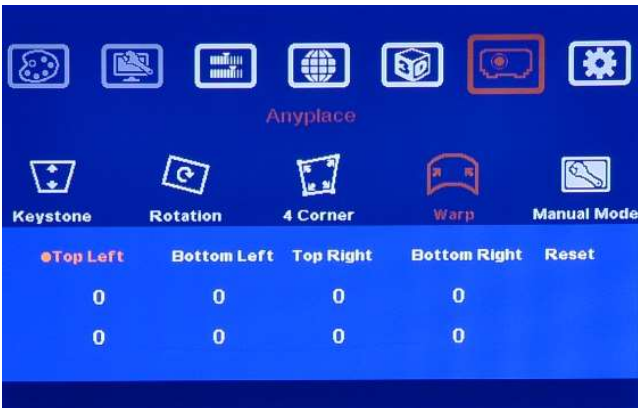 3D
Anyplace
Keystone Rotation 4 Corner Warp Manual Mode
Top Left Bottom Left Top Right Bottom Right Reset
0 0 0 0
0 0 0 0